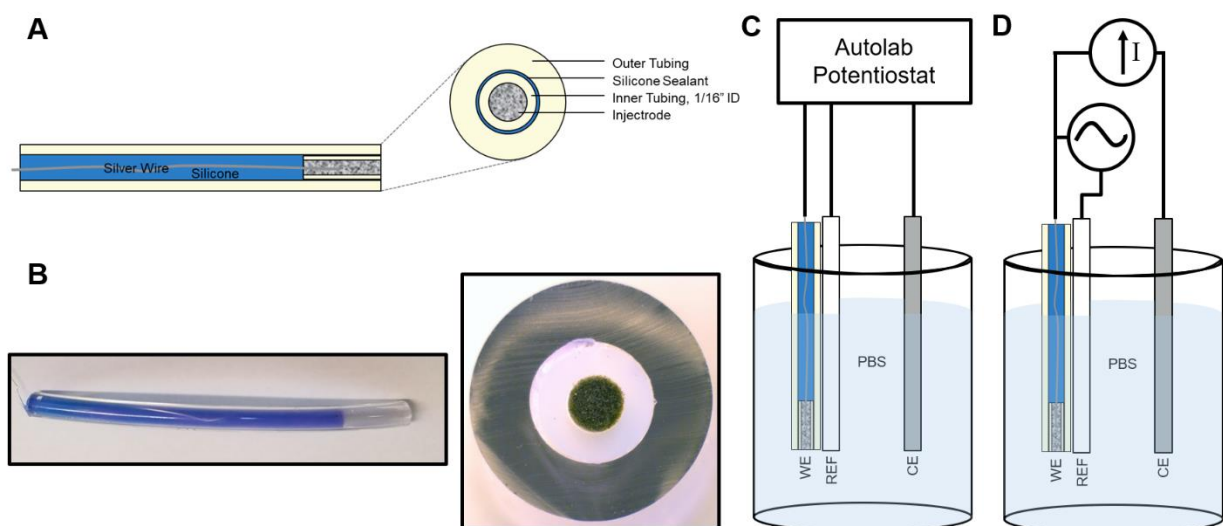 A
Outer Tubing
Silicone Sealant
Inner Tubing, 1/16” ID
Injectrode
Silver Wire
Silicone
B
C
Autolab
Potentiostat
PBS
WE
REF
CE
D
I
PBS
WE
REF
CE